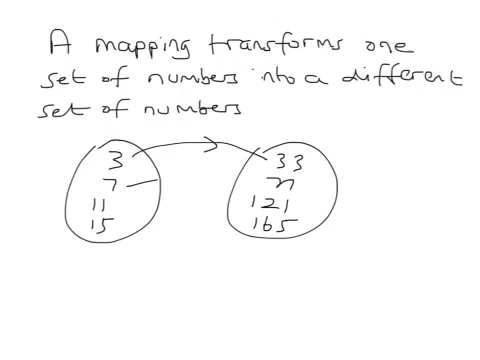 A mapping transforms one
set of numbers into a different
set of numbers
3 33
7 77
11 121
15 165